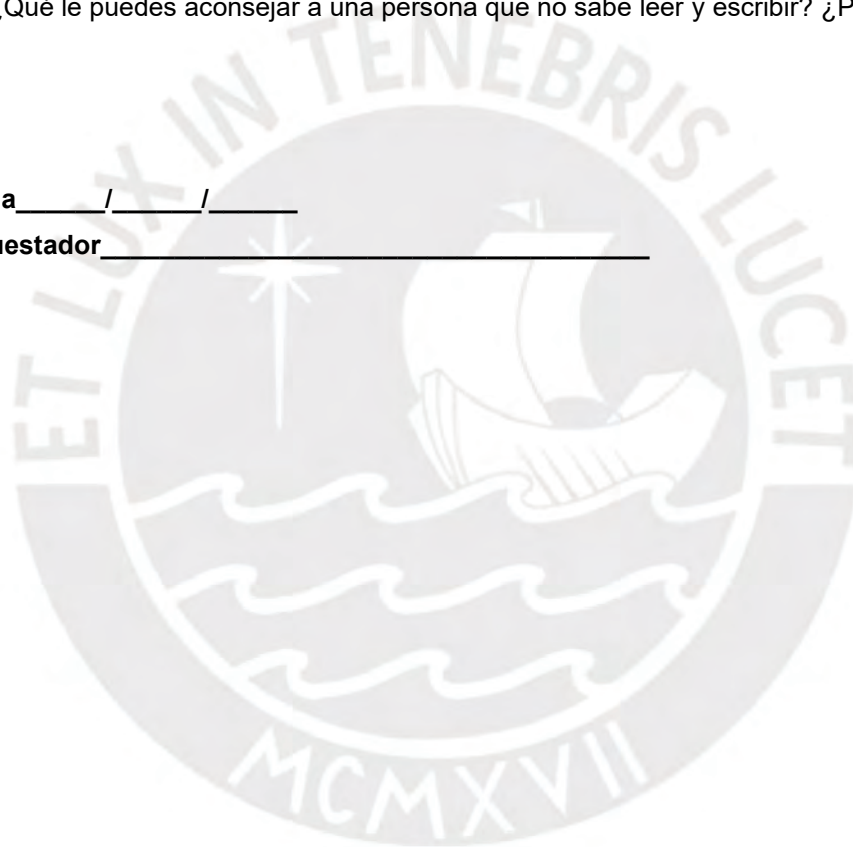 ¿Qué le puedes aconsejar a una persona que no sabe leer y escribir? ¿P
a______/______/______
uestador____________________________________
ET LUX IN TENEBRIS LUCET
MCMXVII